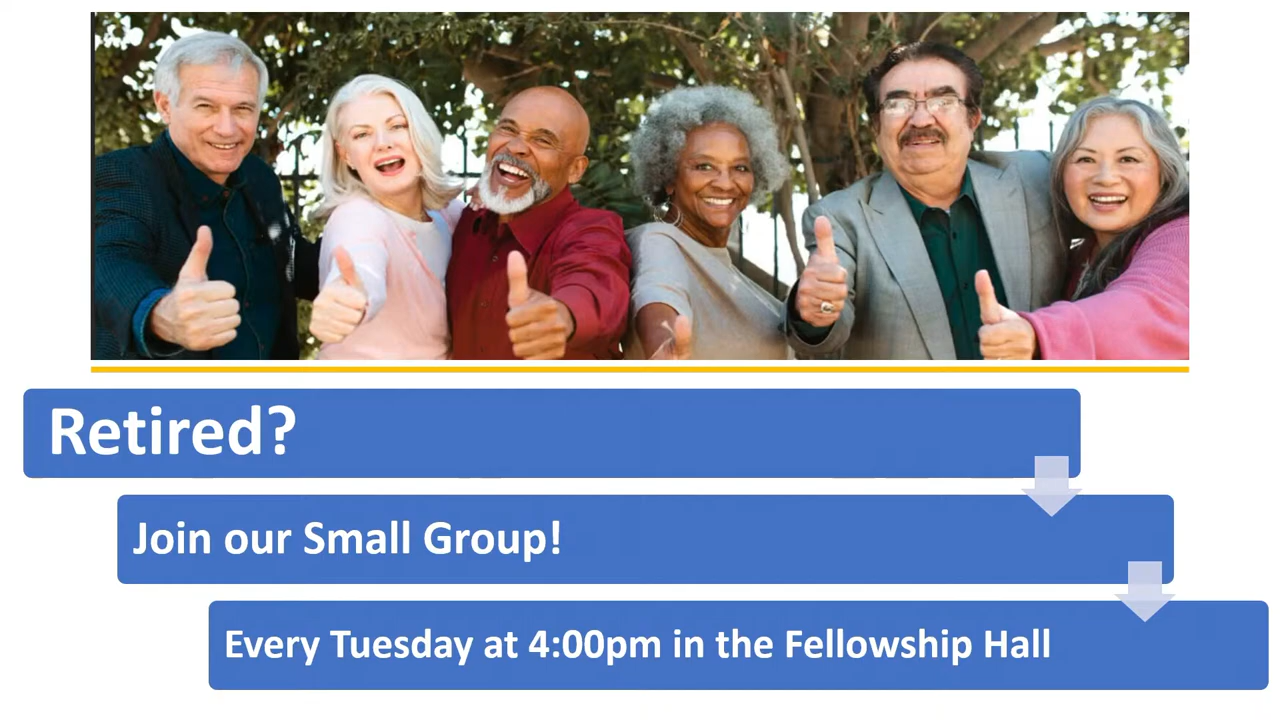 Retired?
Join our Small Group!
Every Tuesday at 4:00pm in the Fellowship Hall